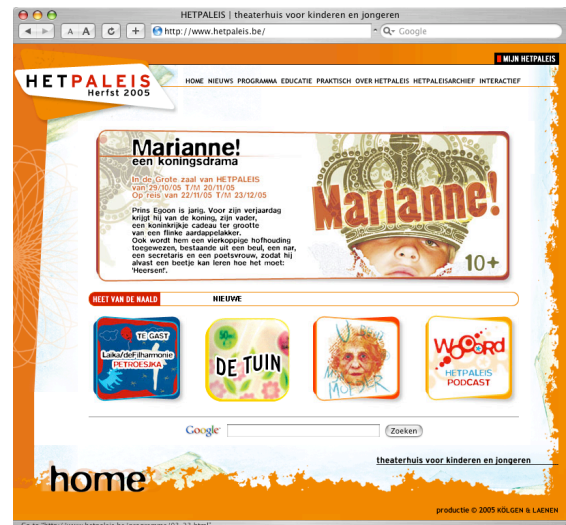 HETPALEIS | theaterhuis voor kinderen en jongeren
A A C + http://www.hetpaleis.be/ Q Google
MIJN HETPALEIS
HETPALEIS
Herfst 2005
HOME NIEUWS PROGRAMMA EDUCATIE PRAKTISCH OVER HETPALEIS HETPALEISARCHIEF INTERACTIEF
Marianne!
een koningsdrama
In de Grote zaal van HETPALEIS
van 29/10/05 T/M 20/11/05
Op reis van 22/11/05 T/M 23/12/05
Prins Egoon is jarig. Voor zijn verjaardag
krijgt hij van de koning, zijn vader,
een koninkrijkje cadeau ter grootte
van een flinke aardappelakker.
Ook wordt hem een vierkoppige hofhouding
toegewezen, bestaande uit een beul, een nar,
een secretaris en een poetsvrouw, zodat hij
alvast een beetje kan leren hoe het moet:
'Heersen!'.
Marianne!
10+
HEET VAN DE NAALD
NIEUWE
TE GAST
Laika/deFilharmonie
PETROESJKA
50+
DE TUIN
MOEDER
WOORD
HETPALEIS
PODCAST
Google
Zoeken
theaterhuis voor kinderen en jongeren
home
productie © 2005 KÖLGEN & LAENEN